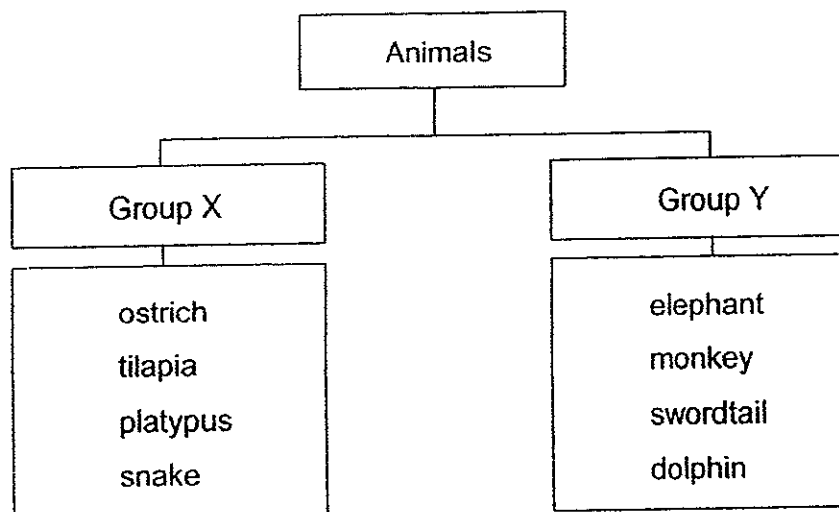 Animals
Group X
Group Y
ostrich
tilapia
platypus
snake
elephant
monkey
swordtail
dolphin